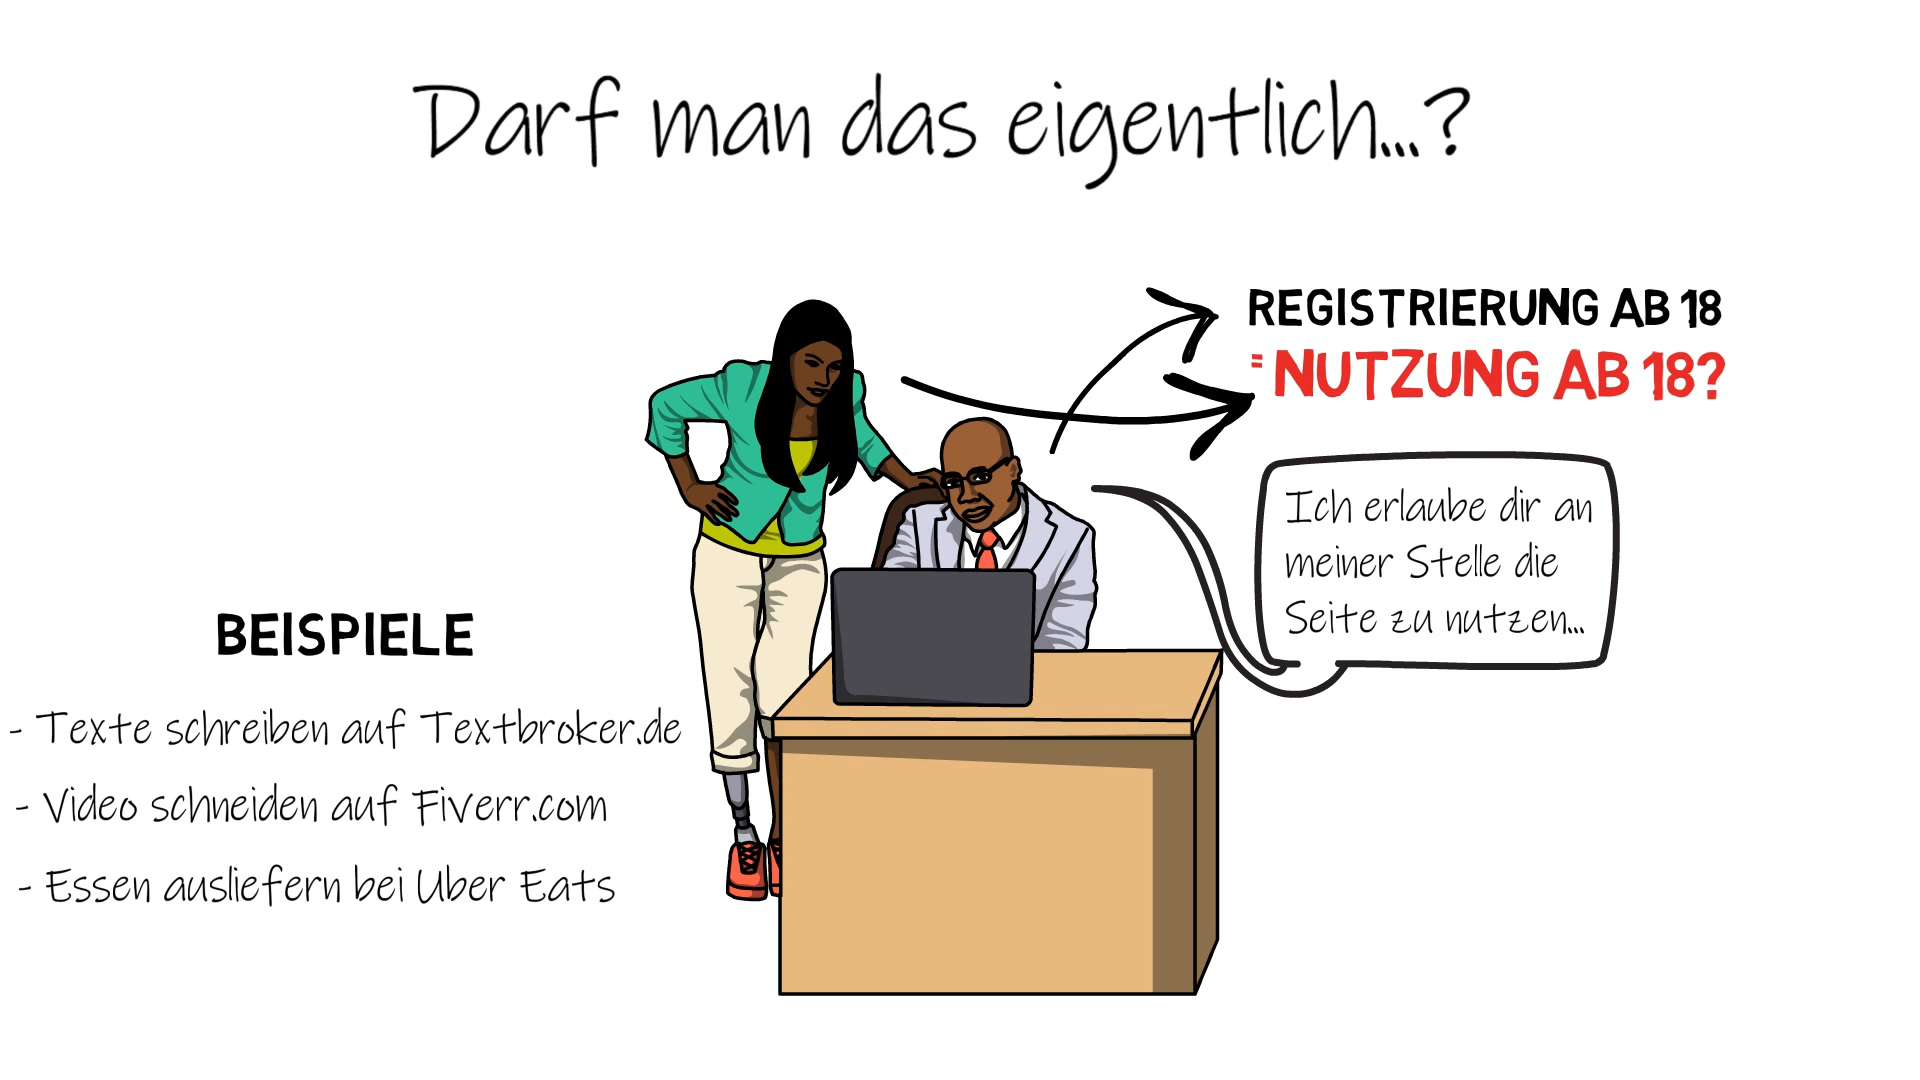 Darf man das eigentlich...?
REGISTRIERUNG AB 18
= NUTZUNG AB 18?
Ich erlaube dir an
meiner Stelle die
Seite zu nutzen...
BEISPIELE
- Texte schreiben auf Textbroker.de
- Video schneiden auf Fiverr.com
- Essen ausliefern bei Uber Eats